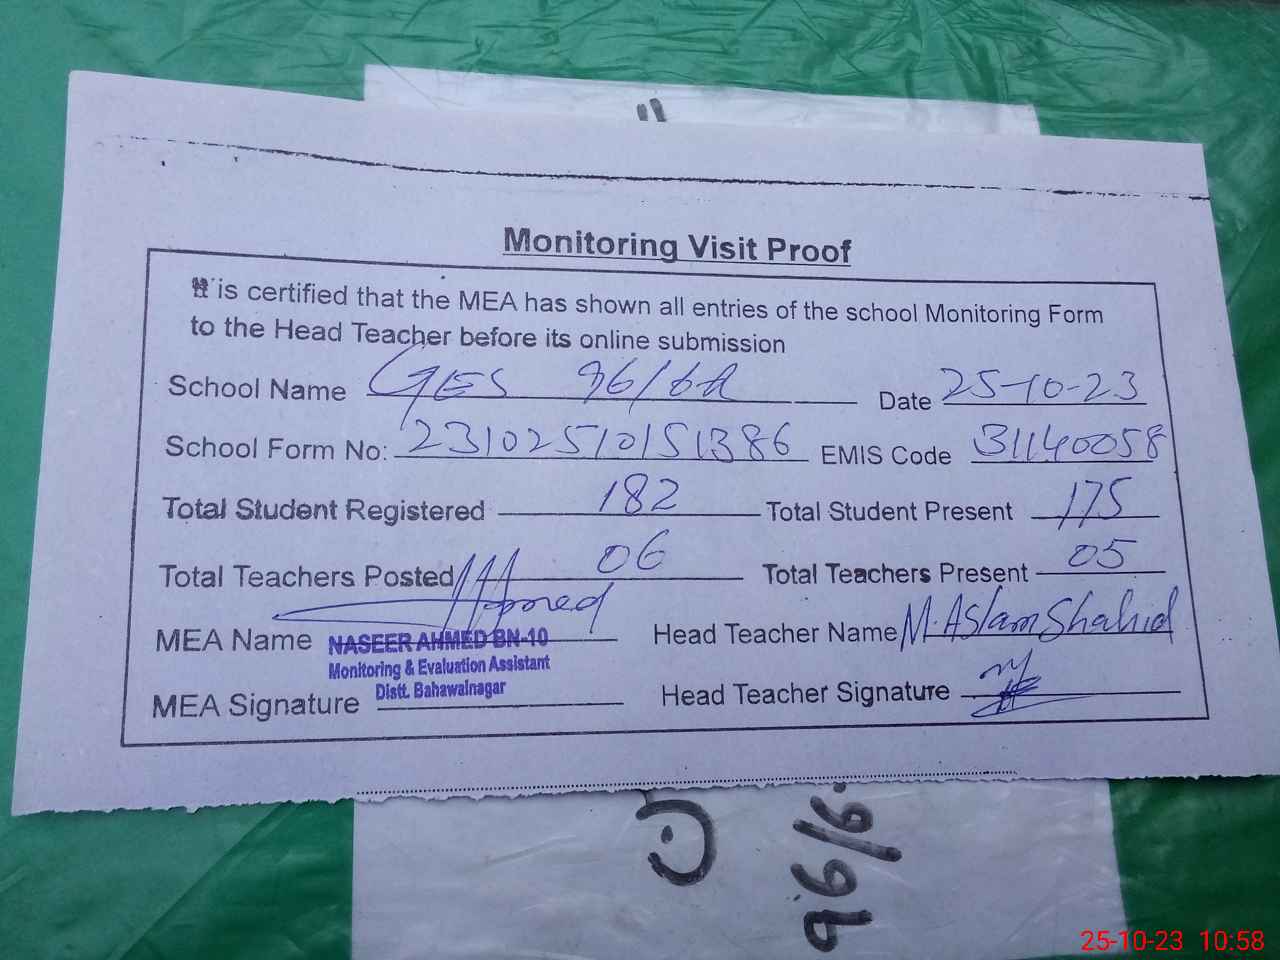 Monitoring Visit Proof
It is certified that the MEA has shown all entries of the school Monitoring Form
to the Head Teacher before its online submission
School Name GES 96/6R Date 25-10-23
School Form No: 23102510151386 EMIS Code 31140058
Total Student Registered 182 Total Student Present 175
Total Teachers Posted 06 Total Teachers Present 05
MEA Name NASEER AHMED BN-10 Head Teacher Name M. Aslam Shahid
Monitoring & Evaluation Assistant
Distt. Bahawalnagar
MEA Signature Head Teacher Signature
96/6
25-10-23 10:58